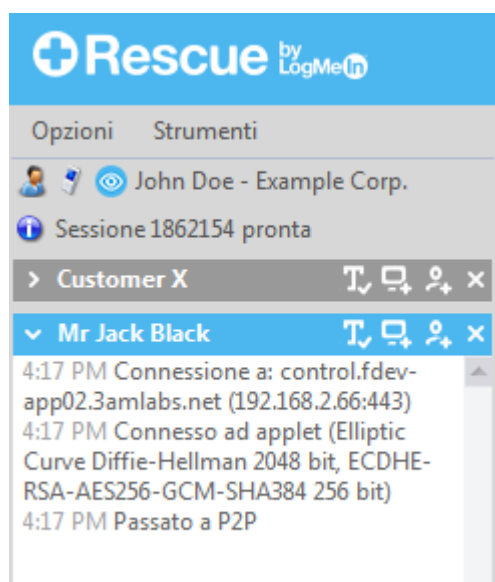 Rescue by LogMeIn
Opzioni Strumenti
John Doe - Example Corp.
Sessione 1862154 pronta
Customer X
Mr Jack Black
4:17 PM Connessione a: control.fdev-
app02.3amlabs.net (192.168.2.66:443)
4:17 PM Connesso ad applet (Elliptic
Curve Diffie-Hellman 2048 bit, ECDHE-
RSA-AES256-GCM-SHA384 256 bit)
4:17 PM Passato a P2P